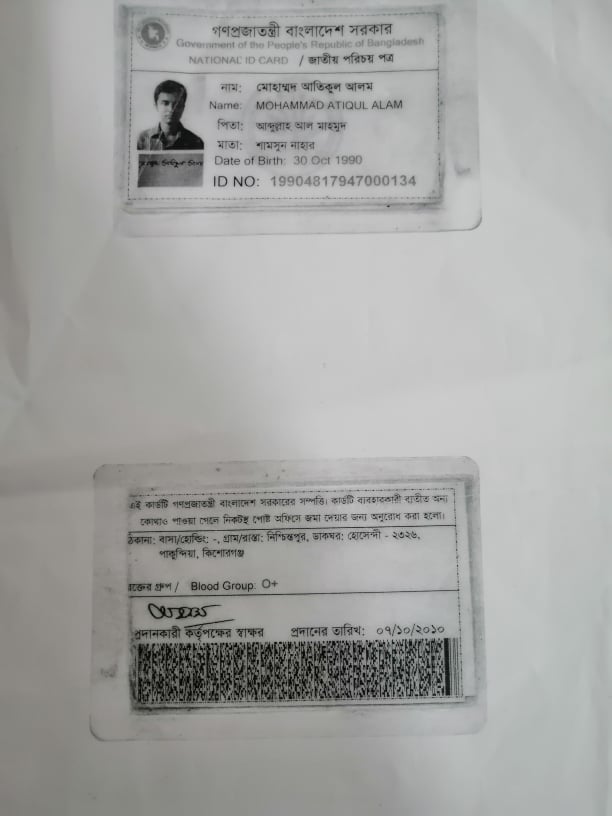 গণপ্রজাতন্ত্রী বাংলাদেশ সরকার
Government of the People's Republic of Bangladesh
NATIONAL ID CARD / জাতীয় পরিচয় পত্র
নাম: মোহাম্মদ আতিকুল আলম
Name: MOHAMMAD ATIQUL ALAM
পিতা: আব্দুল্লাহ আল মাহমুদ
মাতা: শামসুন নাহার
Date of Birth: 30 Oct 1990
ID NO: 19904817947000134
এই কার্ডটি গণপ্রজাতন্ত্রী বাংলাদেশ সরকারের সম্পত্তি। কার্ডটি ব্যবহারকারী ব্যতীত অন্য
কোথাও পাওয়া গেলে নিকটস্থ পোষ্ট অফিসে জমা দেয়ার জন্য অনুরোধ করা হলো।
ঠিকানা: বাসা/হোল্ডিং: -, গ্রাম/রাস্তা: নিশ্চিন্তপুর, ডাকঘর: হোসেন্দী - ২৩২৬,
পাকুন্দিয়া, কিশোরগঞ্জ
রক্তের গ্রুপ / Blood Group: O+
প্রদানকারী কর্তৃপক্ষের স্বাক্ষর প্রদানের তারিখ: ০৭/১০/২০১০